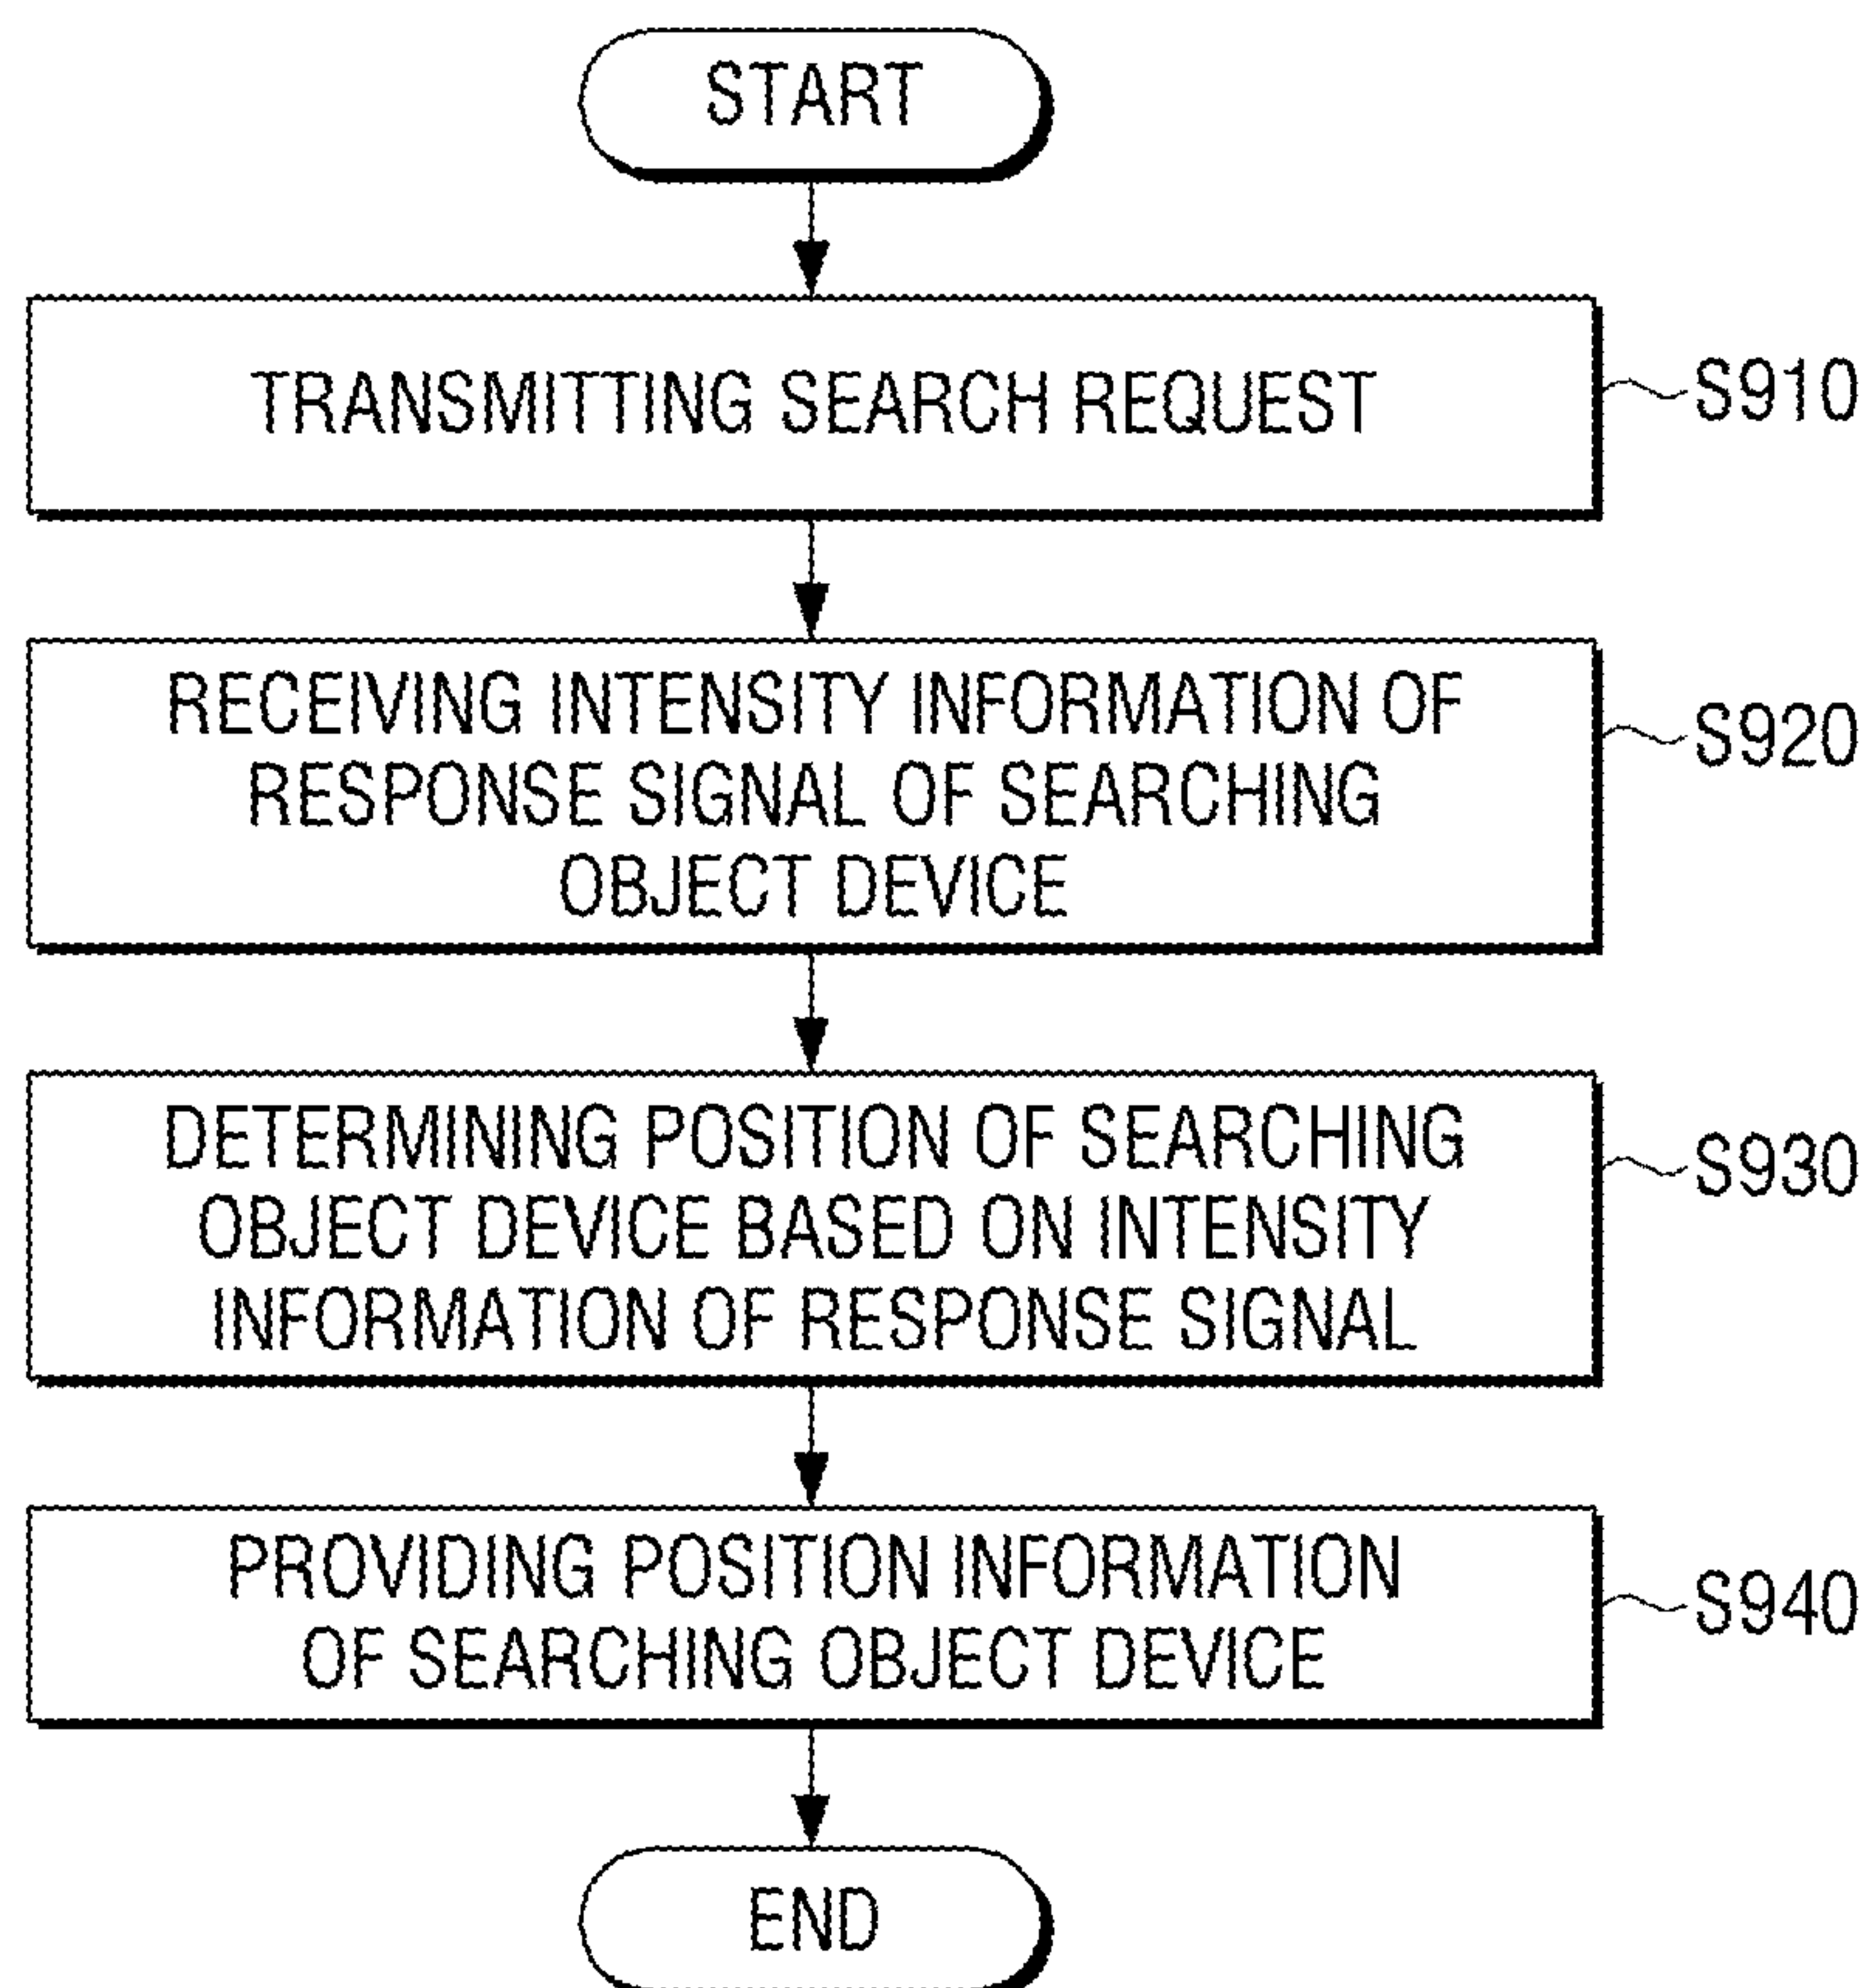 START
TRANSMITTING SEARCH REQUEST
S910
RECEIVING INTENSITY INFORMATION OF
RESPONSE SIGNAL OF SEARCHING
OBJECT DEVICE
S920
DETERMINING POSITION OF SEARCHING
OBJECT DEVICE BASED ON INTENSITY
INFORMATION OF RESPONSE SIGNAL
S930
PROVIDING POSITION INFORMATION
OF SEARCHING OBJECT DEVICE
S940
END